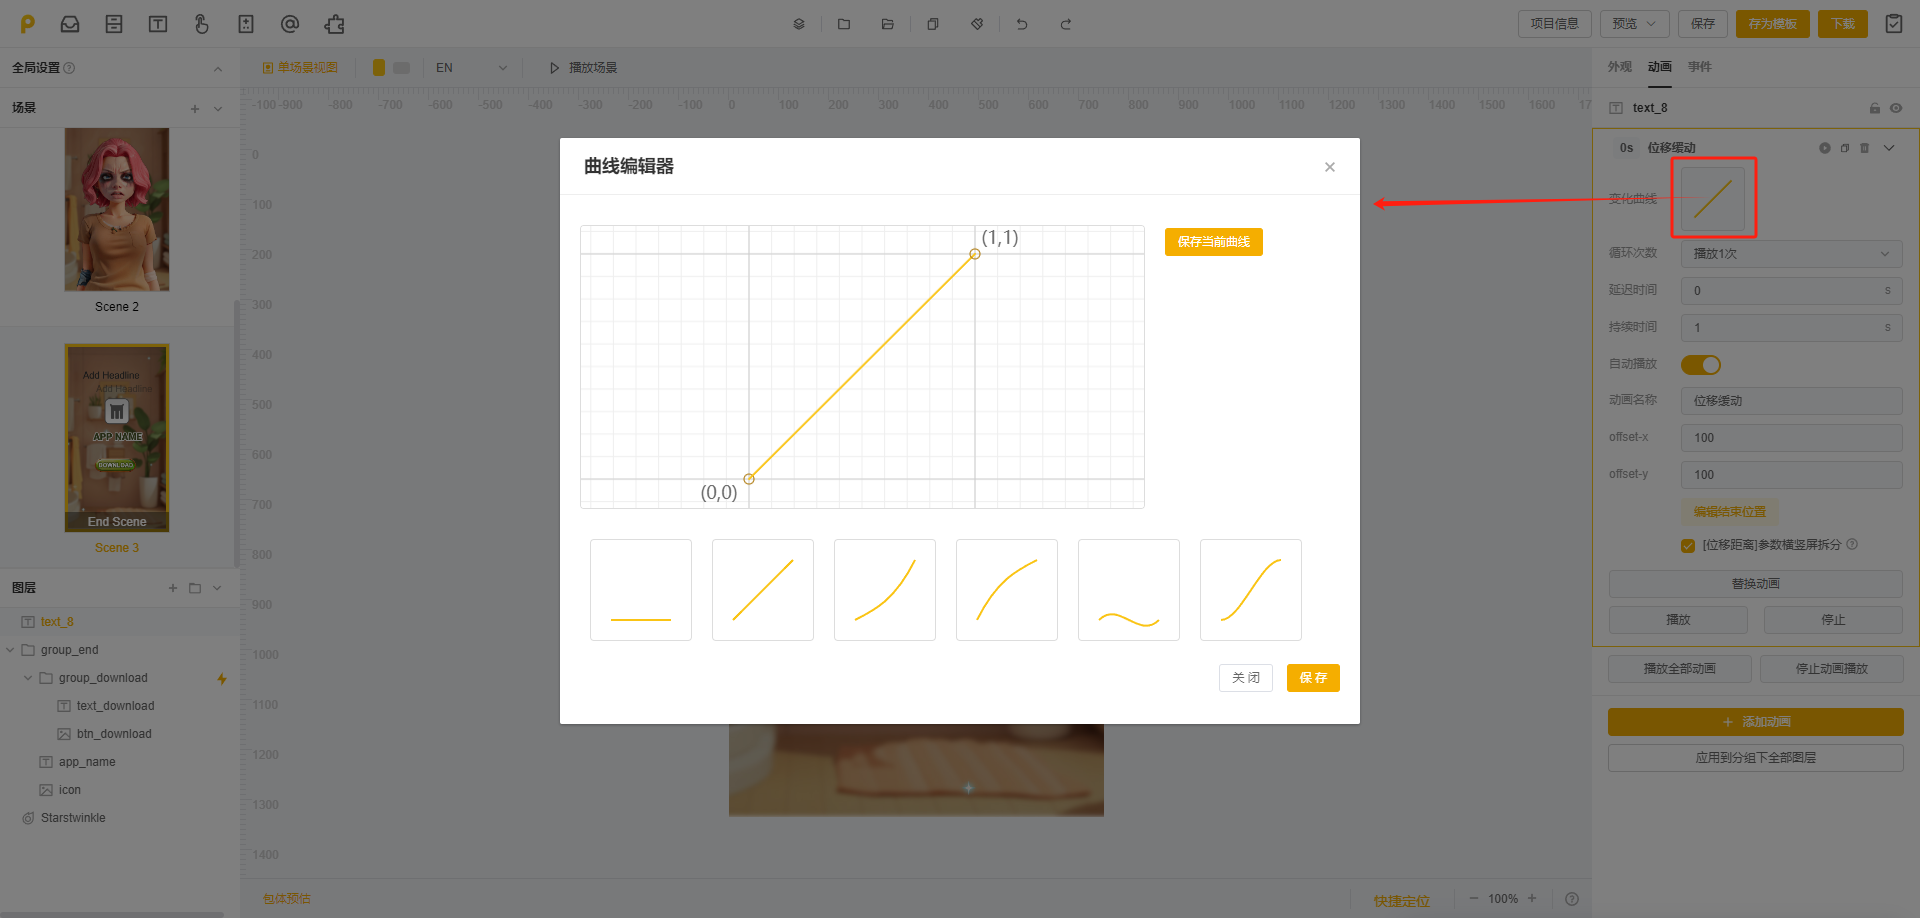 项目信息
预览
保存
存为模板
下载
全局设置
单场景视图
EN
播放场景
外观
动画
事件
场景
-100
-900
-800
-700
-600
-500
-400
-300
-200
-100
0
100
200
300
400
500
600
700
800
900
1000
1100
1200
1300
1400
1500
1600
17
text_8
0
100
200
300
400
500
600
700
800
900
1000
1100
1200
1300
1400
Scene 2
Add Headline
Add Headline
APP NAME
DOWNLOAD
End Scene
Scene 3
图层
text_8
group_end
group_download
text_download
btn_download
app_name
icon
Starstwinkle
曲线编辑器
(1,1)
(0,0)
保存当前曲线
关 闭
保 存
0s
位移缓动
变化曲线
循环次数
播放1次
延迟时间
0
s
持续时间
1
s
自动播放
动画名称
位移缓动
offset-x
100
offset-y
100
编辑结束位置
[位移距离]参数横竖屏拆分
替换动画
播放
停止
播放全部动画
停止动画播放
添加动画
应用到分组下全部图层
包体预估
快捷定位
100%